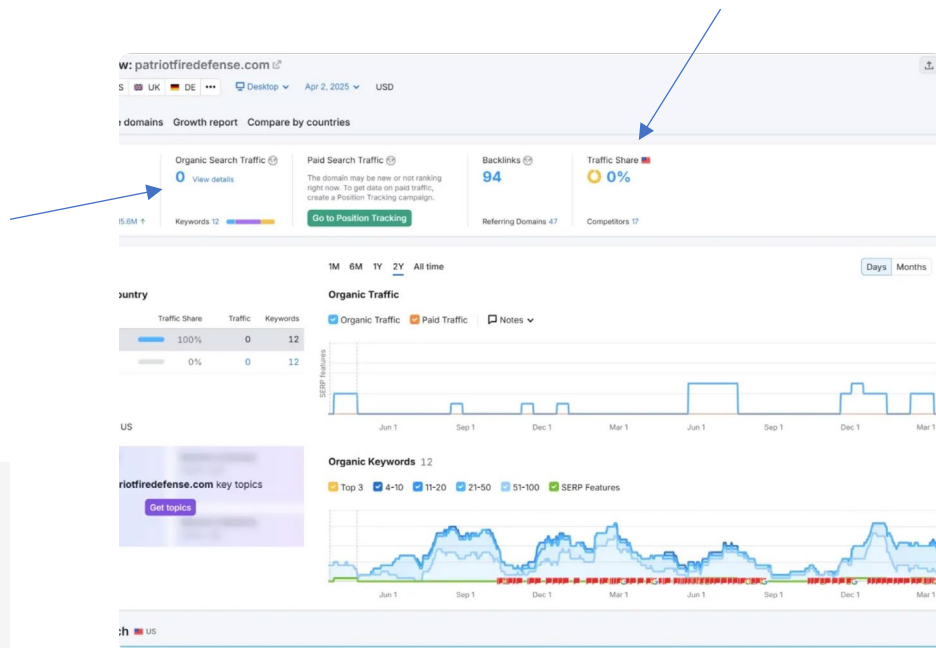 w: patriotfiredefense.com
S UK DE ••• Desktop Apr 2, 2025 USD
domains Growth report Compare by countries
Organic Search Traffic Paid Search Traffic Backlinks Traffic Share
0 View details
The domain may be new or not ranking
right now. To get data on paid traffic,
create a Position Tracking campaign.
94
0%
15.6M ↑ Keywords 12 Go to Position Tracking Referring Domains 47 Competitors 17
1M 6M 1Y 2Y All time Days Months
ountry
Organic Traffic
Traffic Share Traffic Keywords
Organic Traffic Paid Traffic Notes
100% 0 12
0% 0 12
SERP features
Jun 1 Sep 1 Dec 1 Mar 1 Jun 1 Sep 1 Dec 1 Mar 1
US
Organic Keywords 12
riotfiredefense.com key topics
Get topics
Top 3 4-10 11-20 21-50 51-100 SERP Features
Jun 1 Sep 1 Dec 1 Mar 1 Jun 1 Sep 1 Dec 1 Mar 1
ch US